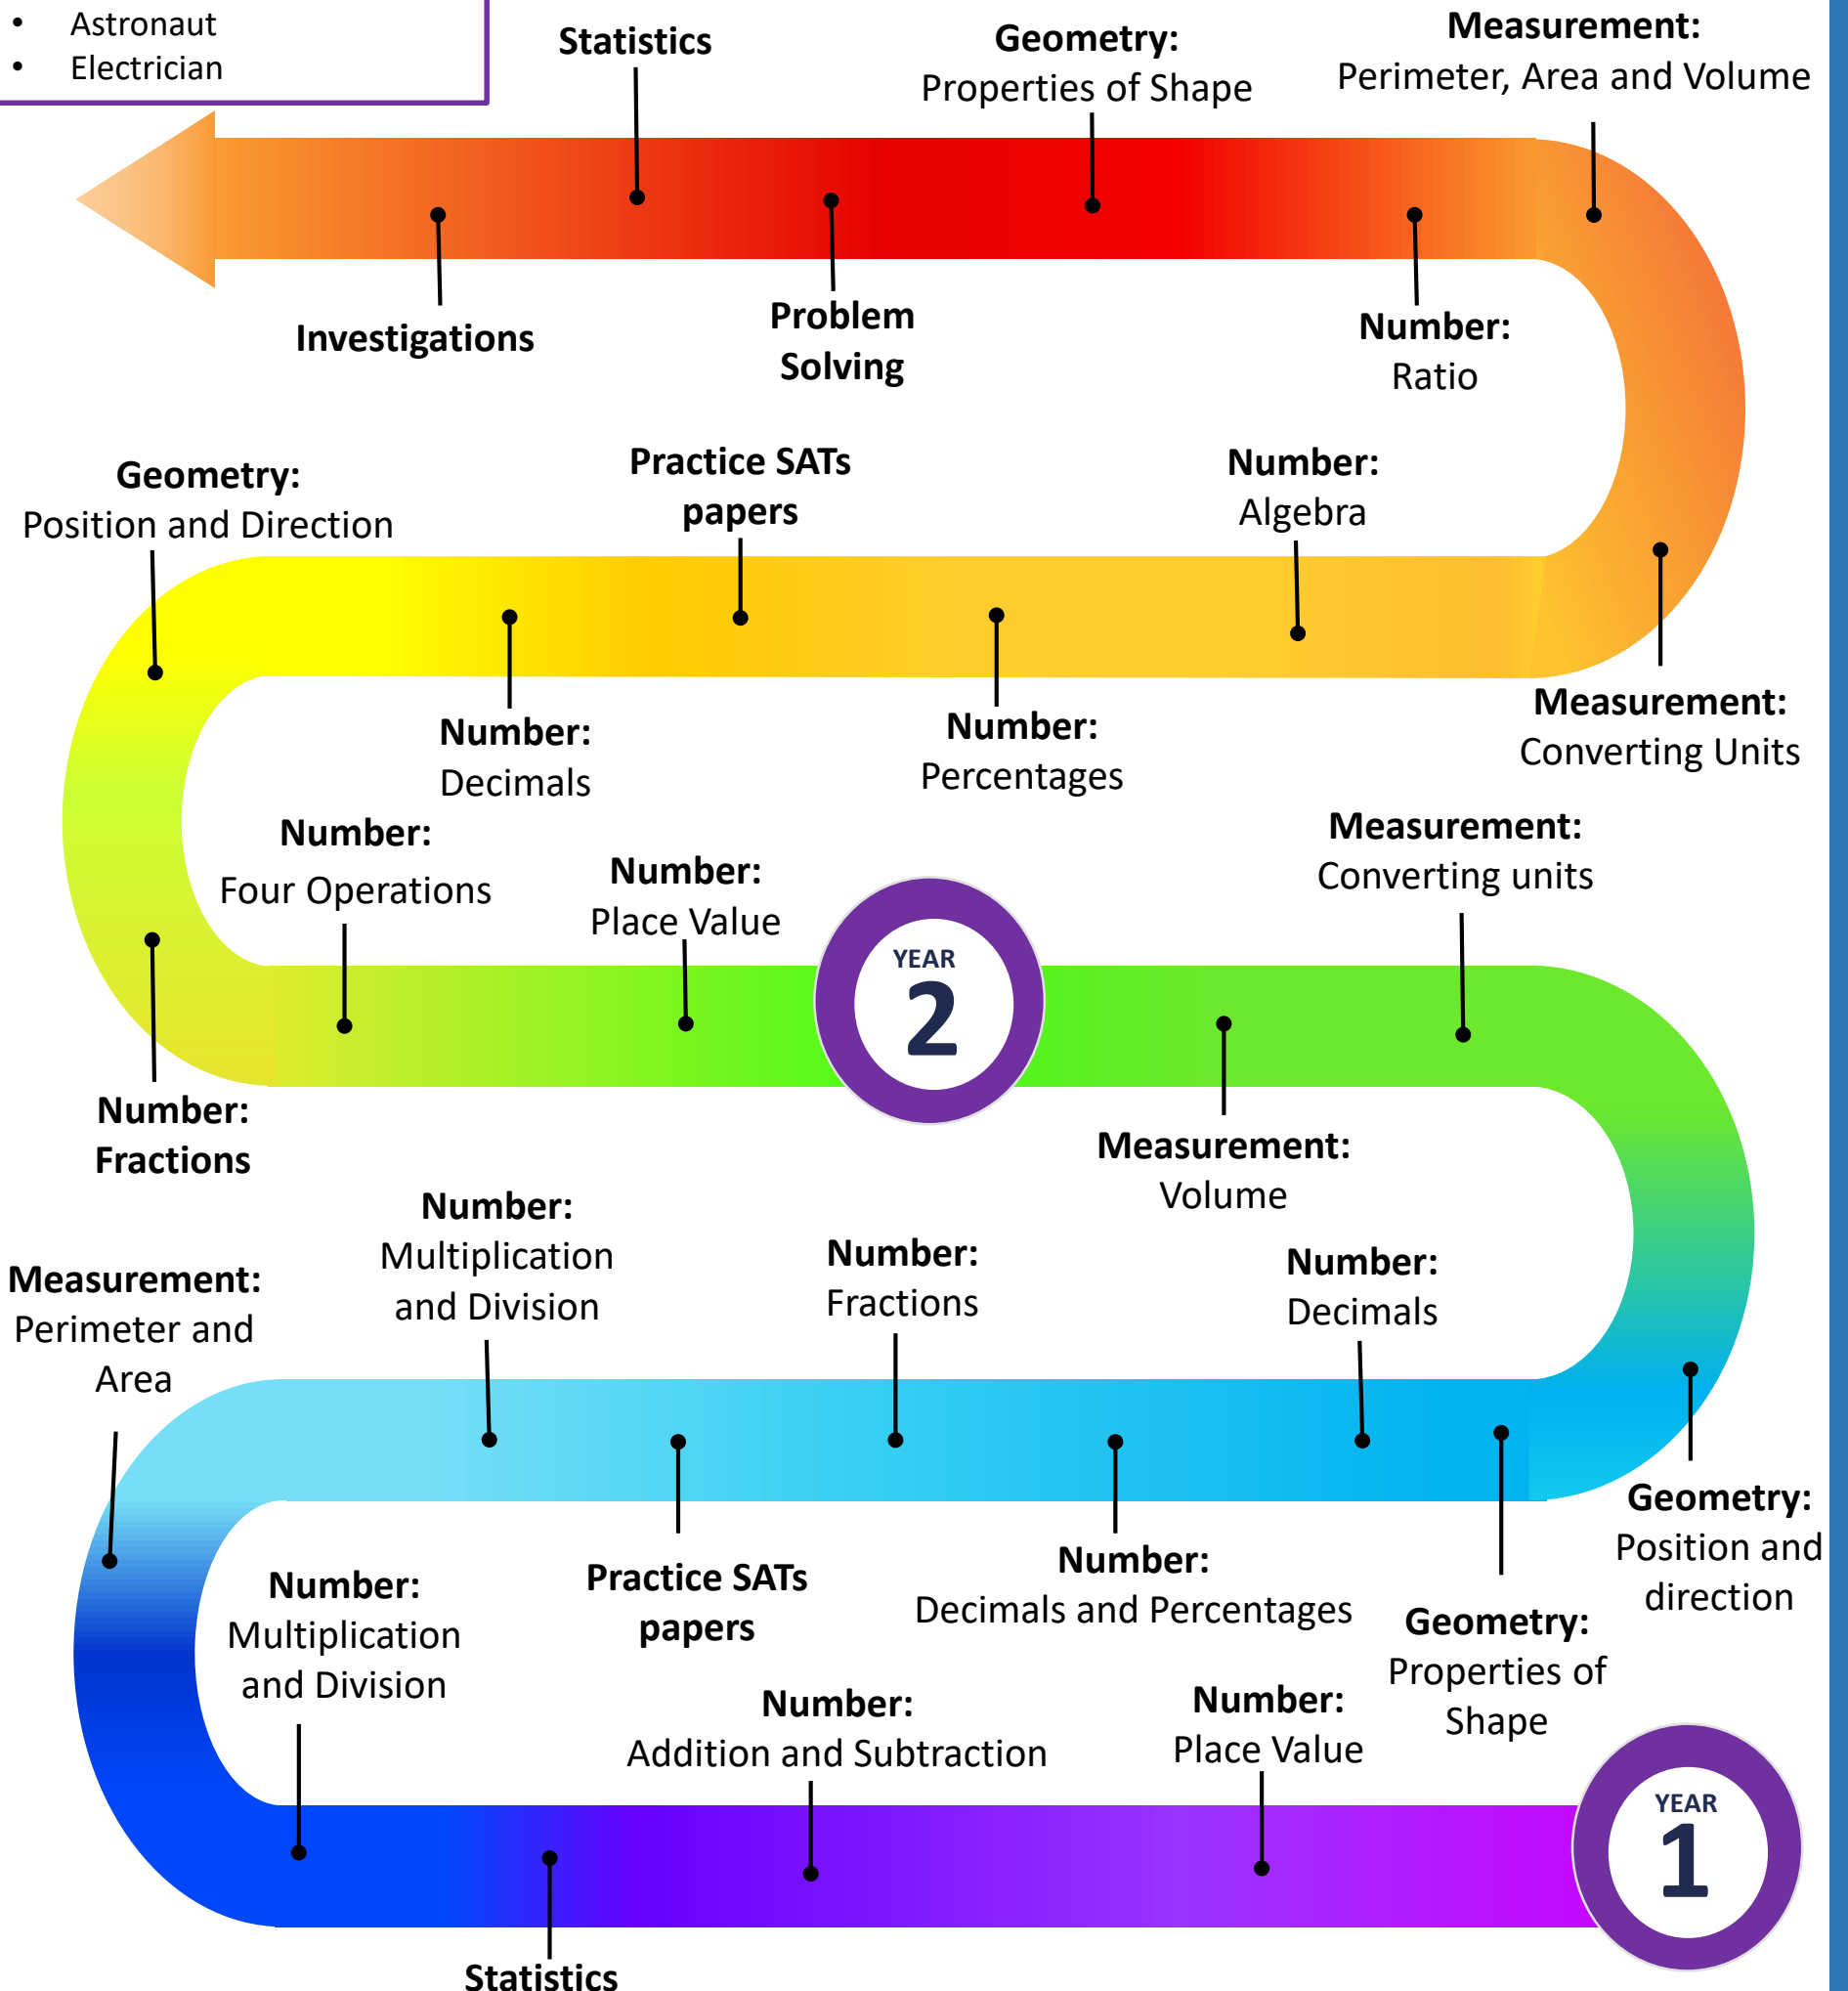 • Astronaut
• Electrician
Statistics
Geometry:
Properties of Shape
Measurement:
Perimeter, Area and Volume
Investigations
Problem
Solving
Number:
Ratio
Geometry:
Position and Direction
Practice SATs
papers
Number:
Algebra
Number:
Decimals
Number:
Percentages
Measurement:
Converting Units
Number:
Four Operations
Number:
Place Value
YEAR
2
Measurement:
Converting units
Number:
Fractions
Measurement:
Volume
Measurement:
Perimeter and
Area
Number:
Multiplication
and Division
Number:
Fractions
Number:
Decimals
Number:
Multiplication
and Division
Practice SATs
papers
Number:
Decimals and Percentages
Geometry:
Properties of
Shape
Geometry:
Position and
direction
Number:
Addition and Subtraction
Number:
Place Value
YEAR
1
Statistics